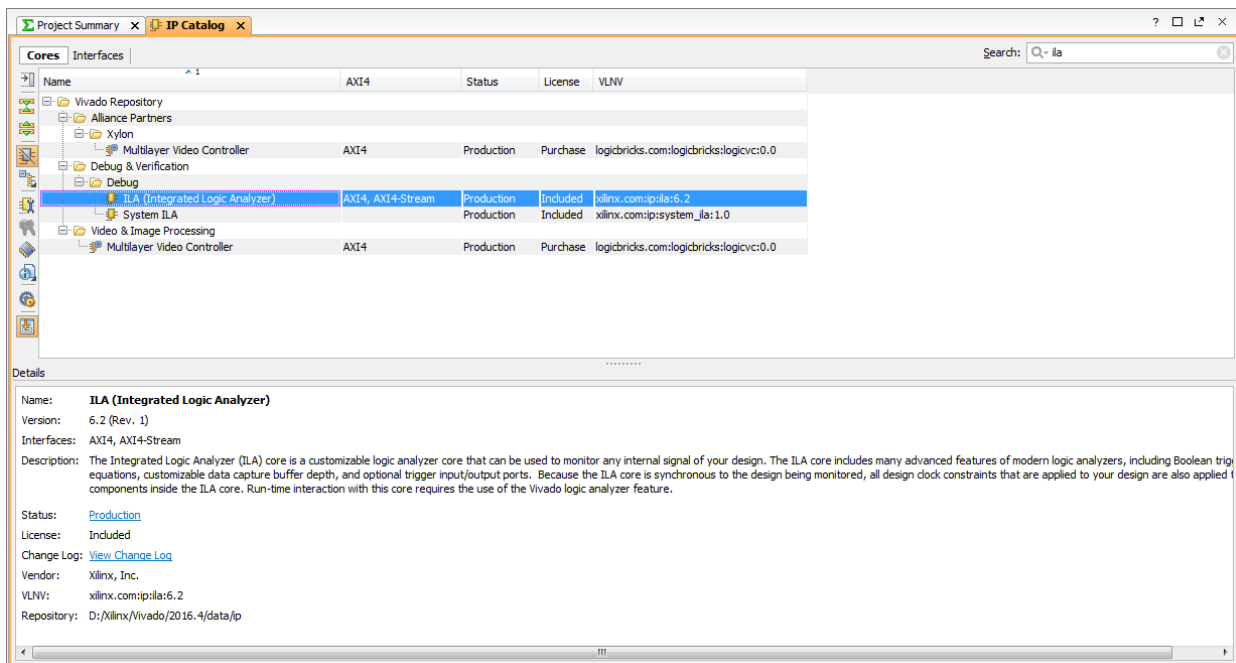 Project Summary × IP Catalog × ?
Cores Interfaces Search: ila
Name 1 AXI4 Status License VLNV
Vivado Repository
Alliance Partners
Xylon
Multilayer Video Controller AXI4 Production Purchase logicbricks.com:logicbricks:logicvc:0.0
Debug & Verification
Debug
ILA (Integrated Logic Analyzer) AXI4, AXI4-Stream Production Included xilinx.com:ip:ila:6.2
System ILA Production Included xilinx.com:ip:system_ila:1.0
Video & Image Processing
Multilayer Video Controller AXI4 Production Purchase logicbricks.com:logicbricks:logicvc:0.0
Details
Name: ILA (Integrated Logic Analyzer)
Version: 6.2 (Rev. 1)
Interfaces: AXI4, AXI4-Stream
Description: The Integrated Logic Analyzer (ILA) core is a customizable logic analyzer core that can be used to monitor any internal signal of your design. The ILA core includes many advanced features of modern logic analyzers, including Boolean
equations, customizable data capture buffer depth, and optional trigger input/output ports. Because the ILA core is synchronous to the design being monitored, all design clock constraints that are applied to your design are also applied
components inside the ILA core. Run-time interaction with this core requires the use of the Vivado logic analyzer feature.
Status: Production
License: Included
Change Log: View Change Log
Vendor: Xilinx, Inc.
VLNV: xilinx.com:ip:ila:6.2
Repository: D:/Xilinx/Vivado/2016.4/data/ip